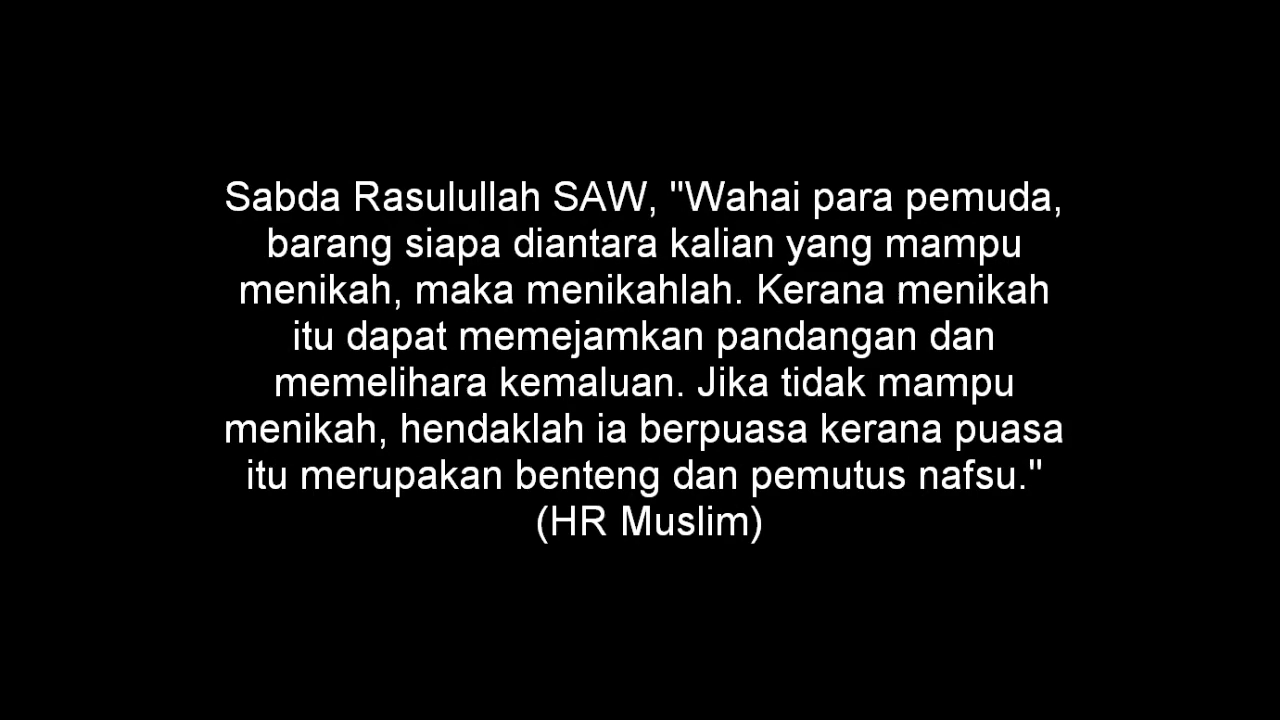 Sabda Rasulullah SAW, "Wahai para pemuda,
barang siapa diantara kalian yang mampu
menikah, maka menikahlah. Kerana menikah
itu dapat memejamkan pandangan dan
memelihara kemaluan. Jika tidak mampu
menikah, hendaklah ia berpuasa kerana puasa
itu merupakan benteng dan pemutus nafsu."
(HR Muslim)